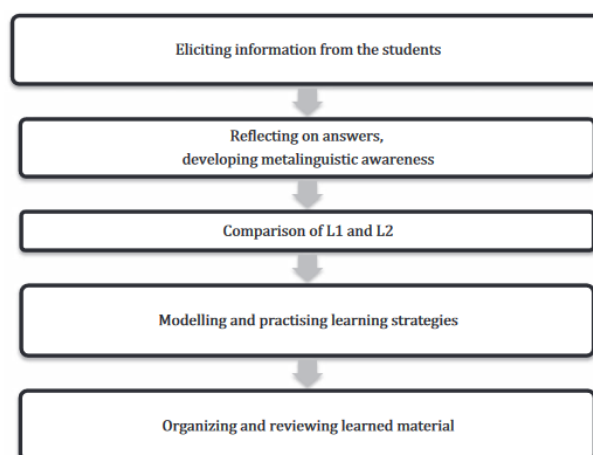 Eliciting information from the students
Reflecting on answers,
developing metalinguistic awareness
Comparison of L1 and L2
Modelling and practising learning strategies
Organizing and reviewing learned material